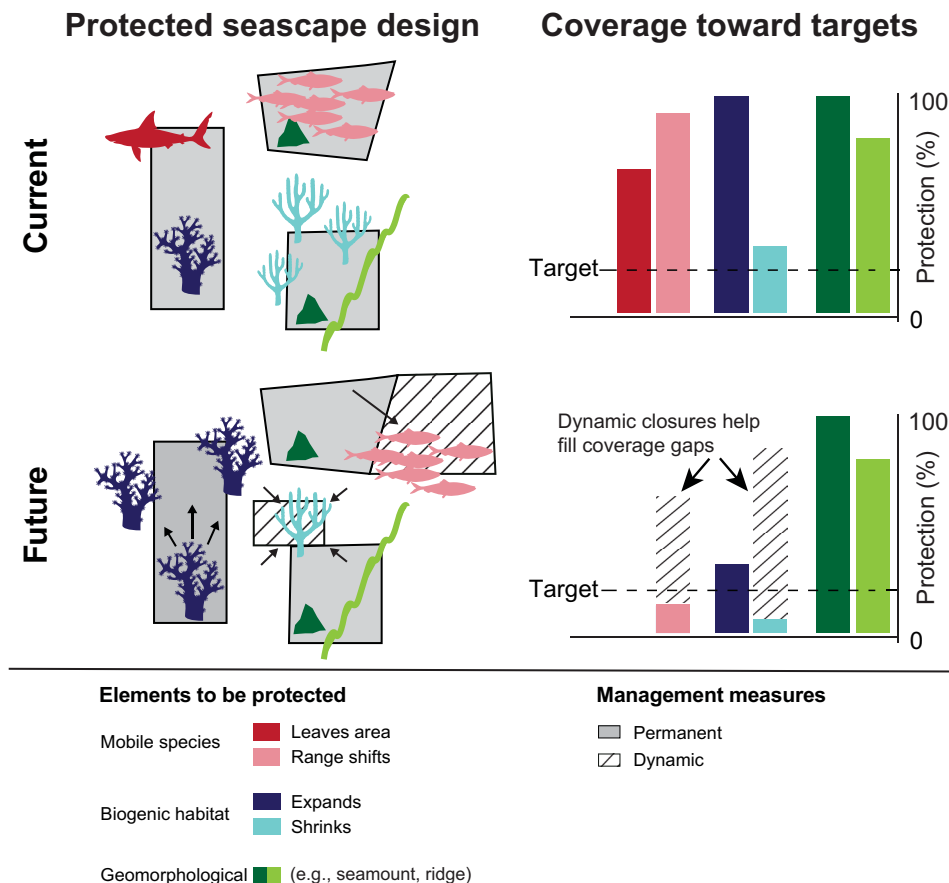 Protected seascape design
Coverage toward targets
Current
Target
100
Protection (%)
0
Future
Dynamic closures help
fill coverage gaps
Target
100
Protection (%)
0
Elements to be protected
Mobile species
Leaves area
Range shifts
Biogenic habitat
Expands
Shrinks
Geomorphological
(e.g., seamount, ridge)
Management measures
Permanent
Dynamic